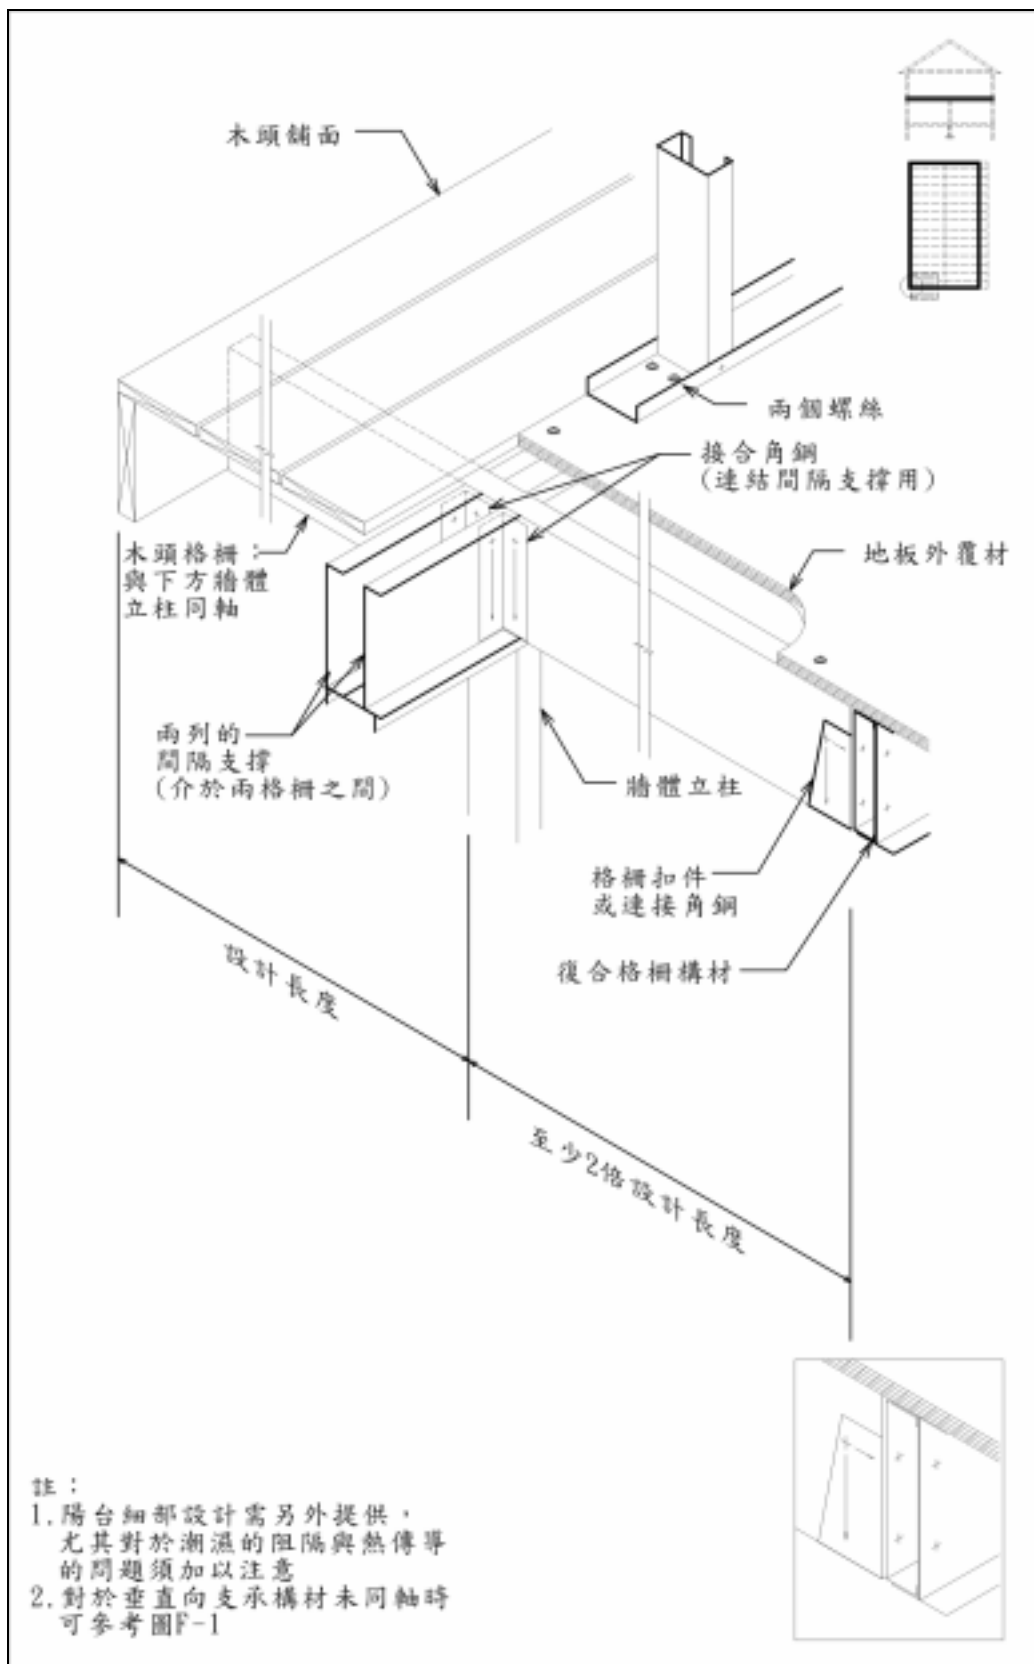 木頭舖面
兩個螺絲
接合角鋼
(連結間隔支撐用)
木頭格柵：
與下方牆體
立柱同軸
地板外覆材
兩列的
間隔支撐
(介於兩格柵之間)
牆體立柱
格柵扣件
或連接角鋼
復合格柵構材
設計長度
至少2倍設計長度
註：
1.陽台細部設計需另外提供，
尤其對於潮濕的阻隔與熱傳導
的問題須加以注意
2.對於垂直向支承構材未同軸時
可參考圖F-1